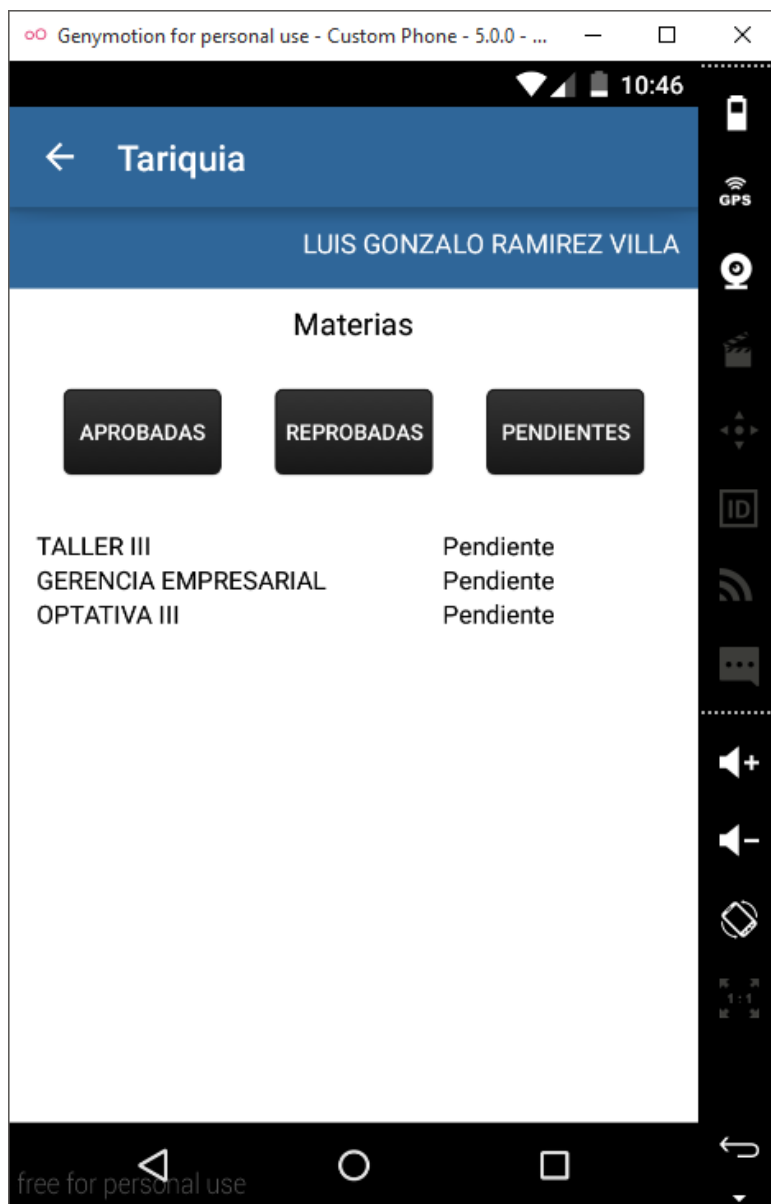 Genymotion for personal use - Custom Phone - 5.0.0 - ...
10:46
Tariquia
GPS
LUIS GONZALO RAMIREZ VILLA
Materias
APROBADAS REPROBADAS PENDIENTES
ID
TALLER III Pendiente
GERENCIA EMPRESARIAL Pendiente
OPTATIVA III Pendiente
1:1
free for personal use